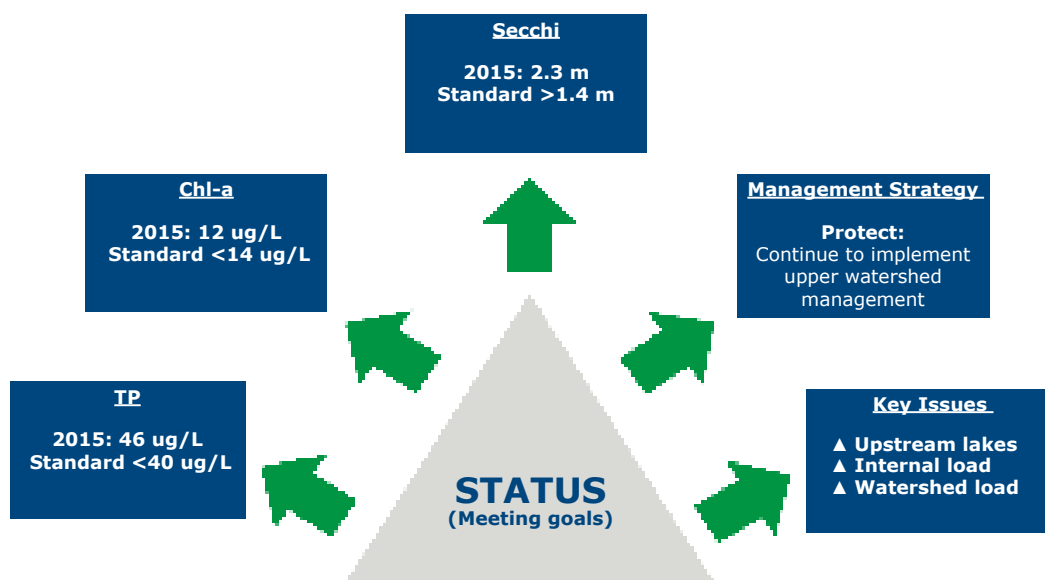 Secchi
2015: 2.3 m
Standard >1.4 m
Chl-a
2015: 12 ug/L
Standard <14 ug/L
Management Strategy
Protect:
Continue to implement
upper watershed
management
TP
2015: 46 ug/L
Standard <40 ug/L
Key Issues
▲ Upstream lakes
▲ Internal load
▲ Watershed load
STATUS
(Meeting goals)